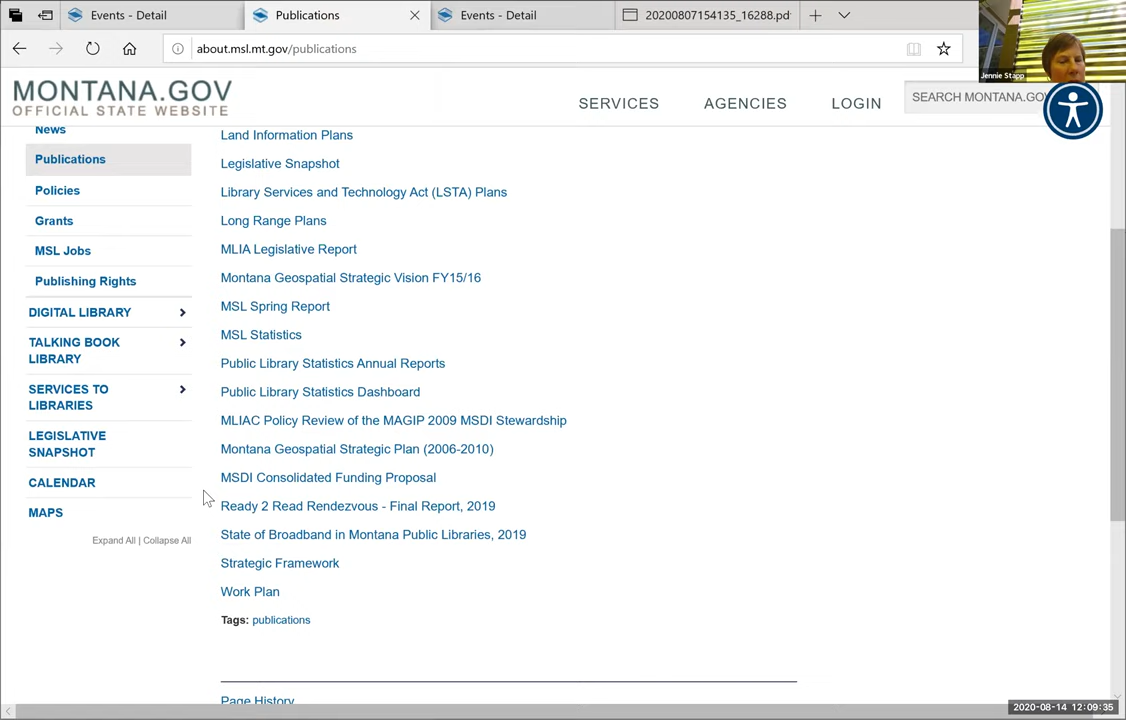 Events - Detail
Publications
Events - Detail
20200807154135_16288.pd
about.msl.mt.gov/publications
Jennie Stapp
MONTANA.GOV
OFFICIAL STATE WEBSITE
SERVICES
AGENCIES
LOGIN
SEARCH MONTANA.GOV
News
Publications
Policies
Grants
MSL Jobs
Publishing Rights
DIGITAL LIBRARY
TALKING BOOK
LIBRARY
SERVICES TO
LIBRARIES
LEGISLATIVE
SNAPSHOT
CALENDAR
MAPS
Expand All | Collapse All
Land Information Plans
Legislative Snapshot
Library Services and Technology Act (LSTA) Plans
Long Range Plans
MLIA Legislative Report
Montana Geospatial Strategic Vision FY15/16
MSL Spring Report
MSL Statistics
Public Library Statistics Annual Reports
Public Library Statistics Dashboard
MLIAC Policy Review of the MAGIP 2009 MSDI Stewardship
Montana Geospatial Strategic Plan (2006-2010)
MSDI Consolidated Funding Proposal
Ready 2 Read Rendezvous - Final Report, 2019
State of Broadband in Montana Public Libraries, 2019
Strategic Framework
Work Plan
Tags: publications
Page History
2020-08-14 12:09:35